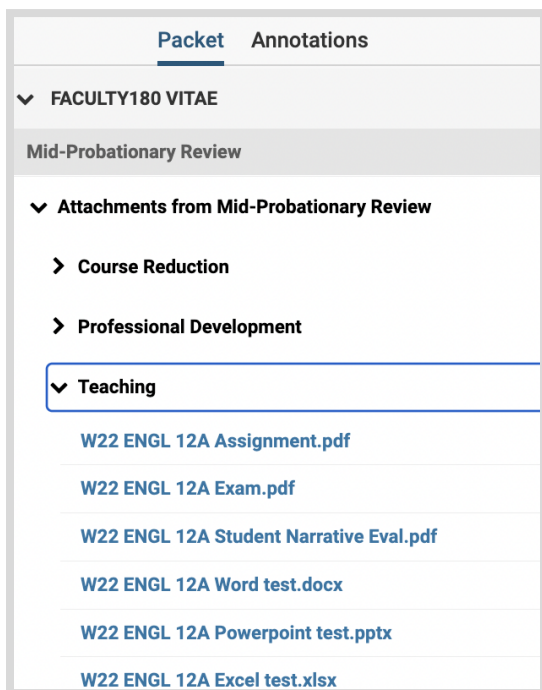 Packet Annotations
FACULTY180 VITAE
Mid-Probationary Review
Attachments from Mid-Probationary Review
Course Reduction
Professional Development
Teaching
W22 ENGL 12A Assignment.pdf
W22 ENGL 12A Exam.pdf
W22 ENGL 12A Student Narrative Eval.pdf
W22 ENGL 12A Word test.docx
W22 ENGL 12A Powerpoint test.pptx
W22 ENGL 12A Excel test.xlsx